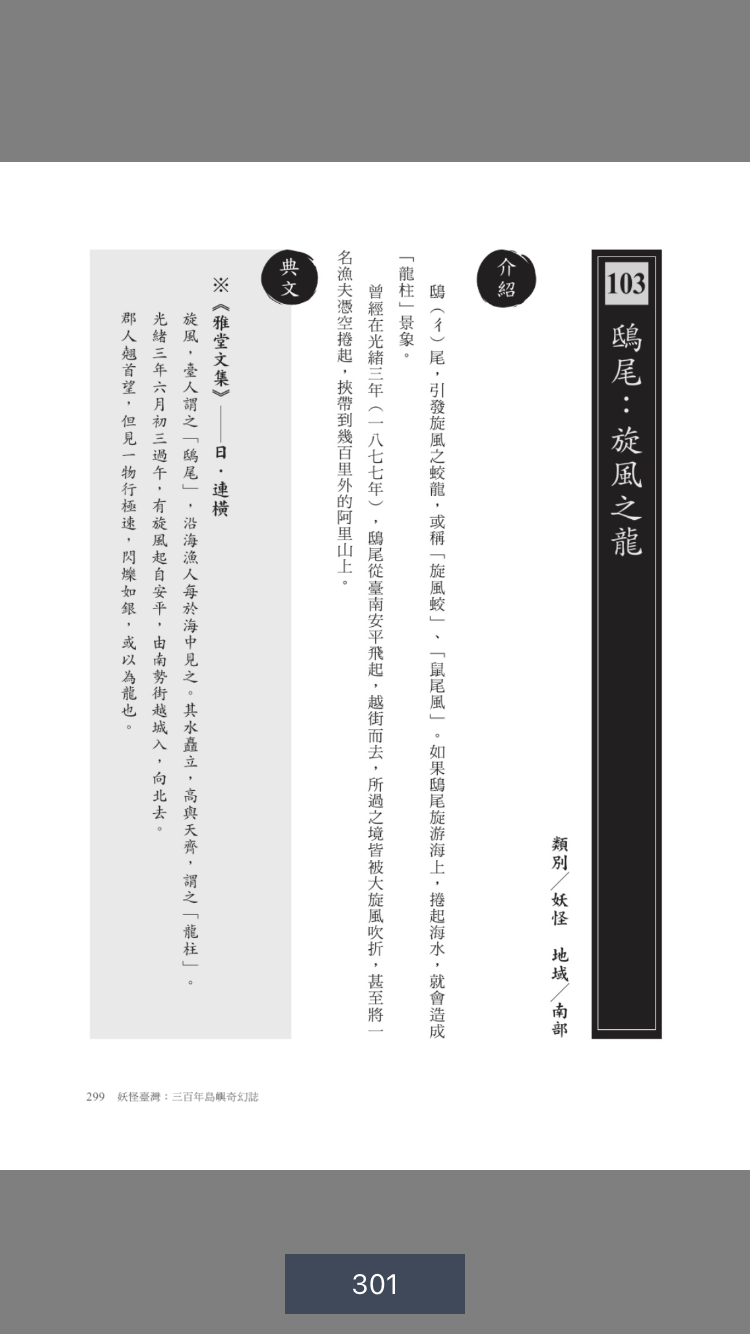 103
鴟尾：旋風之龍
類別／妖怪　地域／南部
介紹
鴟（ㄔ）尾，引發旋風之蛟龍，或稱「旋風蛟」、「鼠尾風」。如果鴟尾旋游海上，捲起海水，就會造成
「龍柱」景象。
曾經在光緒三年（一八七七年），鴟尾從臺南安平飛起，越街而去，所過之境皆被大旋風吹折，甚至將一
名漁夫憑空捲起，挾帶到幾百里外的阿里山上。
典文
※《雅堂文集》——日．連橫
旋風，臺人謂之「鴟尾」，沿海漁人每於海中見之。其水矗立，高與天齊，謂之「龍柱」。
光緒三年六月初三過午，有旋風起自安平，由南勢街越城入，向北去。
郡人翹首望，但見一物行極速，閃爍如銀，或以為龍也。
299 妖怪臺灣：三百年島嶼奇幻誌
301